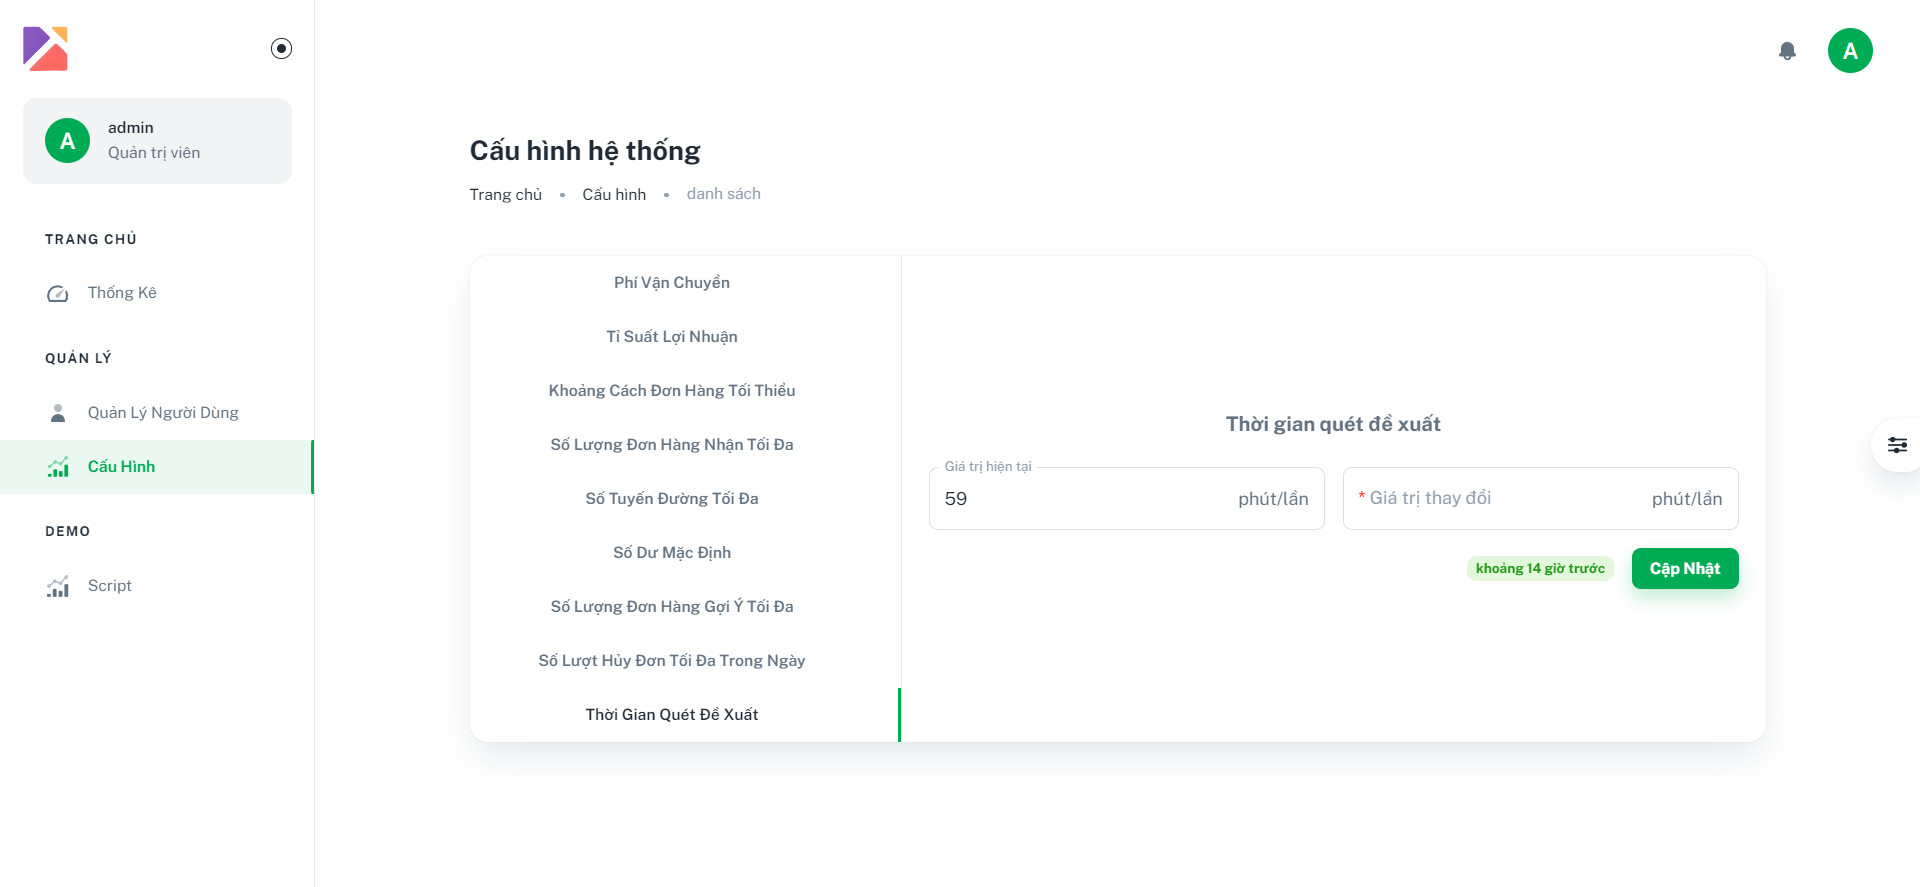 A
admin
Quản trị viên
TRANG CHỦ
Thống Kê
QUẢN LÝ
Quản Lý Người Dùng
Cấu Hình
DEMO
Script
A
Cấu hình hệ thống
Trang chủ • Cấu hình • danh sách
Phí Vận Chuyển
Tỉ Suất Lợi Nhuận
Khoảng Cách Đơn Hàng Tối Thiểu
Số Lượng Đơn Hàng Nhận Tối Đa
Số Tuyến Đường Tối Đa
Số Dư Mặc Định
Số Lượng Đơn Hàng Gợi Ý Tối Đa
Số Lượt Hủy Đơn Tối Đa Trong Ngày
Thời Gian Quét Đề Xuất
Thời gian quét đề xuất
Giá trị hiện tại
59 phút/lần
* Giá trị thay đổi phút/lần
khoảng 14 giờ trước
Cập Nhật